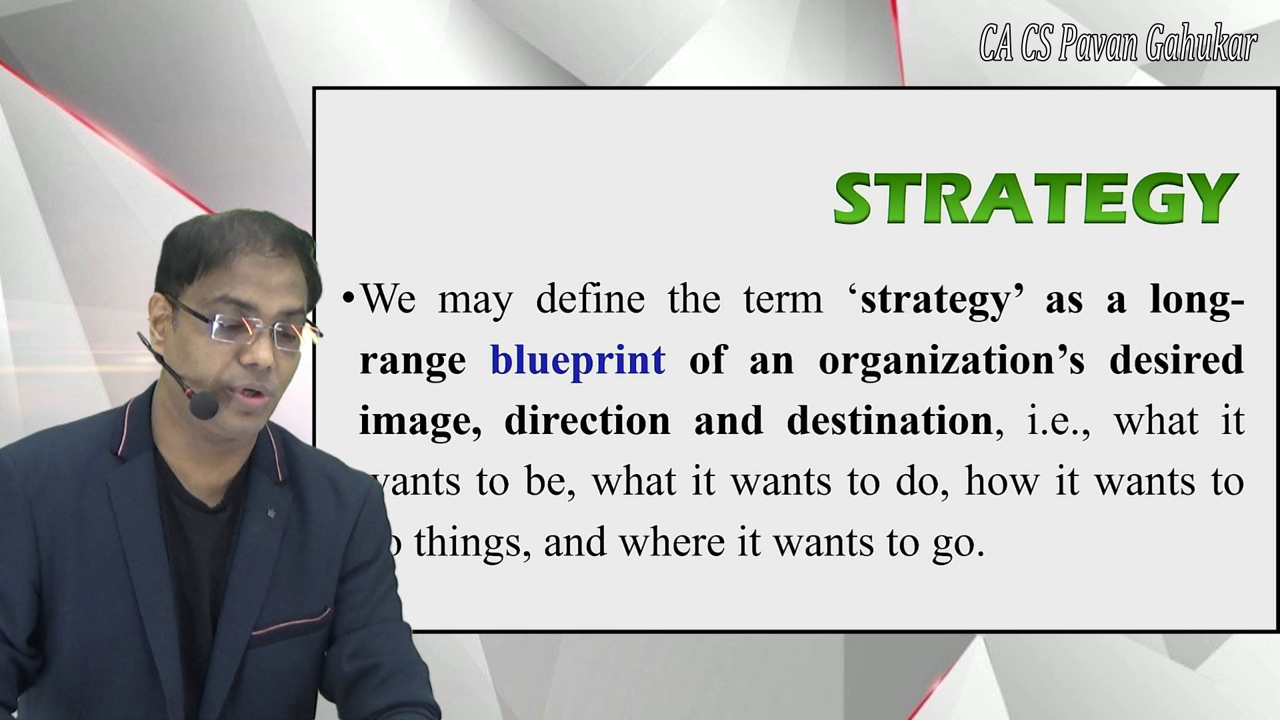 CA CS Pavan Gahukar
STRATEGY
• We may define the term ‘strategy’ as a long-
range blueprint of an organization’s desired
image, direction and destination, i.e., what it
wants to be, what it wants to do, how it wants to
things, and where it wants to go.